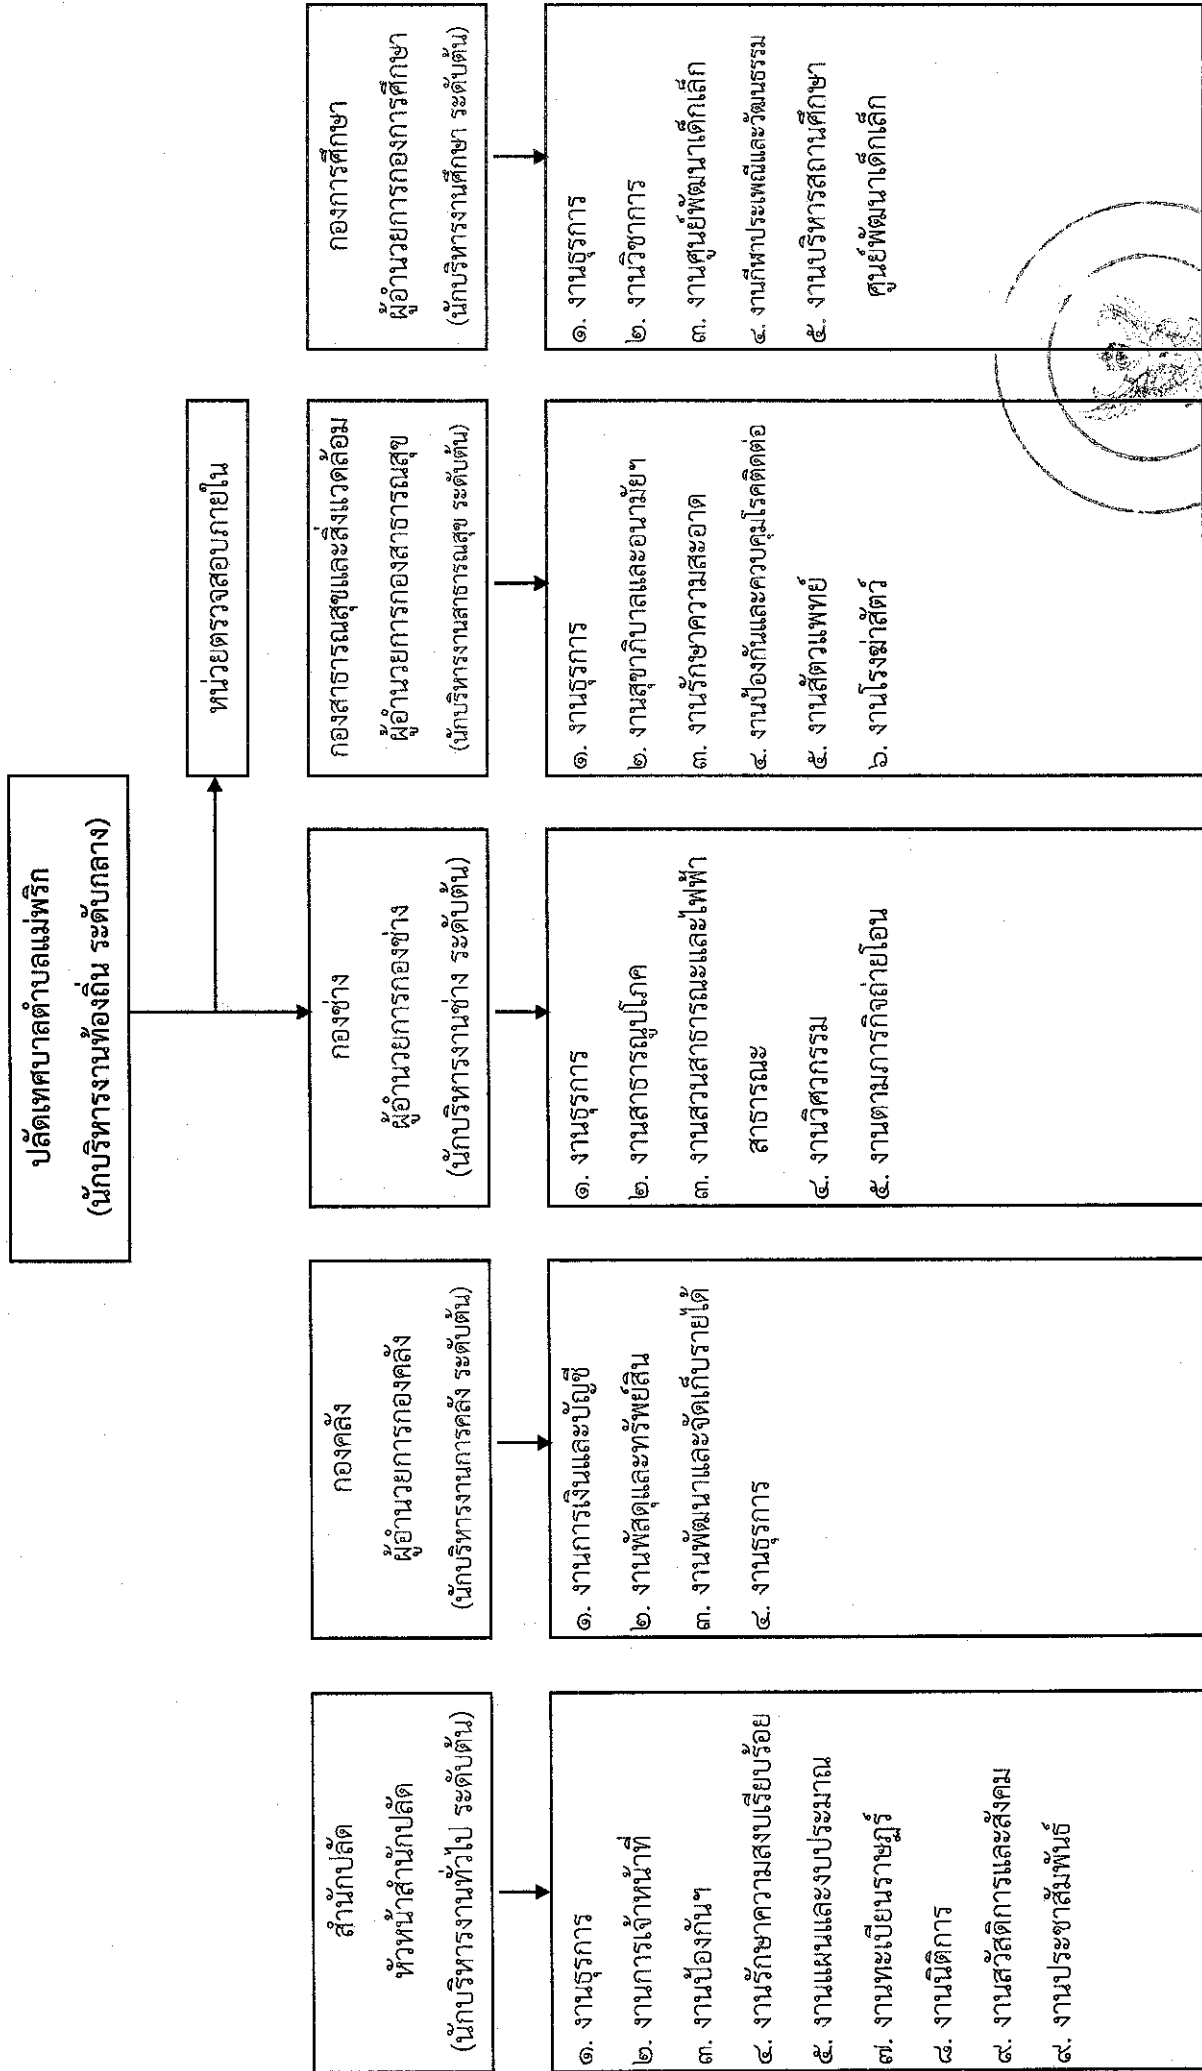 ปลัดเทศบาลตำบลแม่พริก
(นักบริหารงานท้องถิ่น ระดับกลาง)
หน่วยตรวจสอบภายใน
สำนักปลัด
หัวหน้าสำนักปลัด
(นักบริหารงานทั่วไป ระดับต้น)
๑. งานธุรการ
๒. งานการเจ้าหน้าที่
๓. งานป้องกันฯ
๔. งานรักษาความสงบเรียบร้อย
๕. งานแผนและงบประมาณ
๗. งานทะเบียนราษฎร์
๘. งานนิติการ
๙. งานสวัสดิการและสังคม
๙. งานประชาสัมพันธ์
กองคลัง
ผู้อำนวยการกองคลัง
(นักบริหารงานการคลัง ระดับต้น)
๑. งานการเงินและบัญชี
๒. งานพัสดุและทรัพย์สิน
๓. งานพัฒนาและจัดเก็บรายได้
๔. งานธุรการ
กองช่าง
ผู้อำนวยการกองช่าง
(นักบริหารงานช่าง ระดับต้น)
๑. งานธุรการ
๒. งานสาธารณูปโภค
๓. งานสวนสาธารณะและไฟฟ้า
สาธารณะ
๔. งานวิศวกรรม
๕. งานตามภารกิจถ่ายโอน
กองสาธารณสุขและสิ่งแวดล้อม
ผู้อำนวยการกองสาธารณสุข
(นักบริหารงานสาธารณสุข ระดับต้น)
๑. งานธุรการ
๒. งานสุขาภิบาลและอนามัยฯ
๓. งานรักษาความสะอาด
๔. งานป้องกันและควบคุมโรคติดต่อ
๕. งานสัตวแพทย์
๖. งานโรงฆ่าสัตว์
กองการศึกษา
ผู้อำนวยการกองการศึกษา
(นักบริหารงานศึกษา ระดับต้น)
๑. งานธุรการ
๒. งานวิชาการ
๓. งานศูนย์พัฒนาเด็กเล็ก
๔. งานกีฬาประเพณีและวัฒนธรรม
๕. งานบริหารสถานศึกษา
ศูนย์พัฒนาเด็กเล็ก